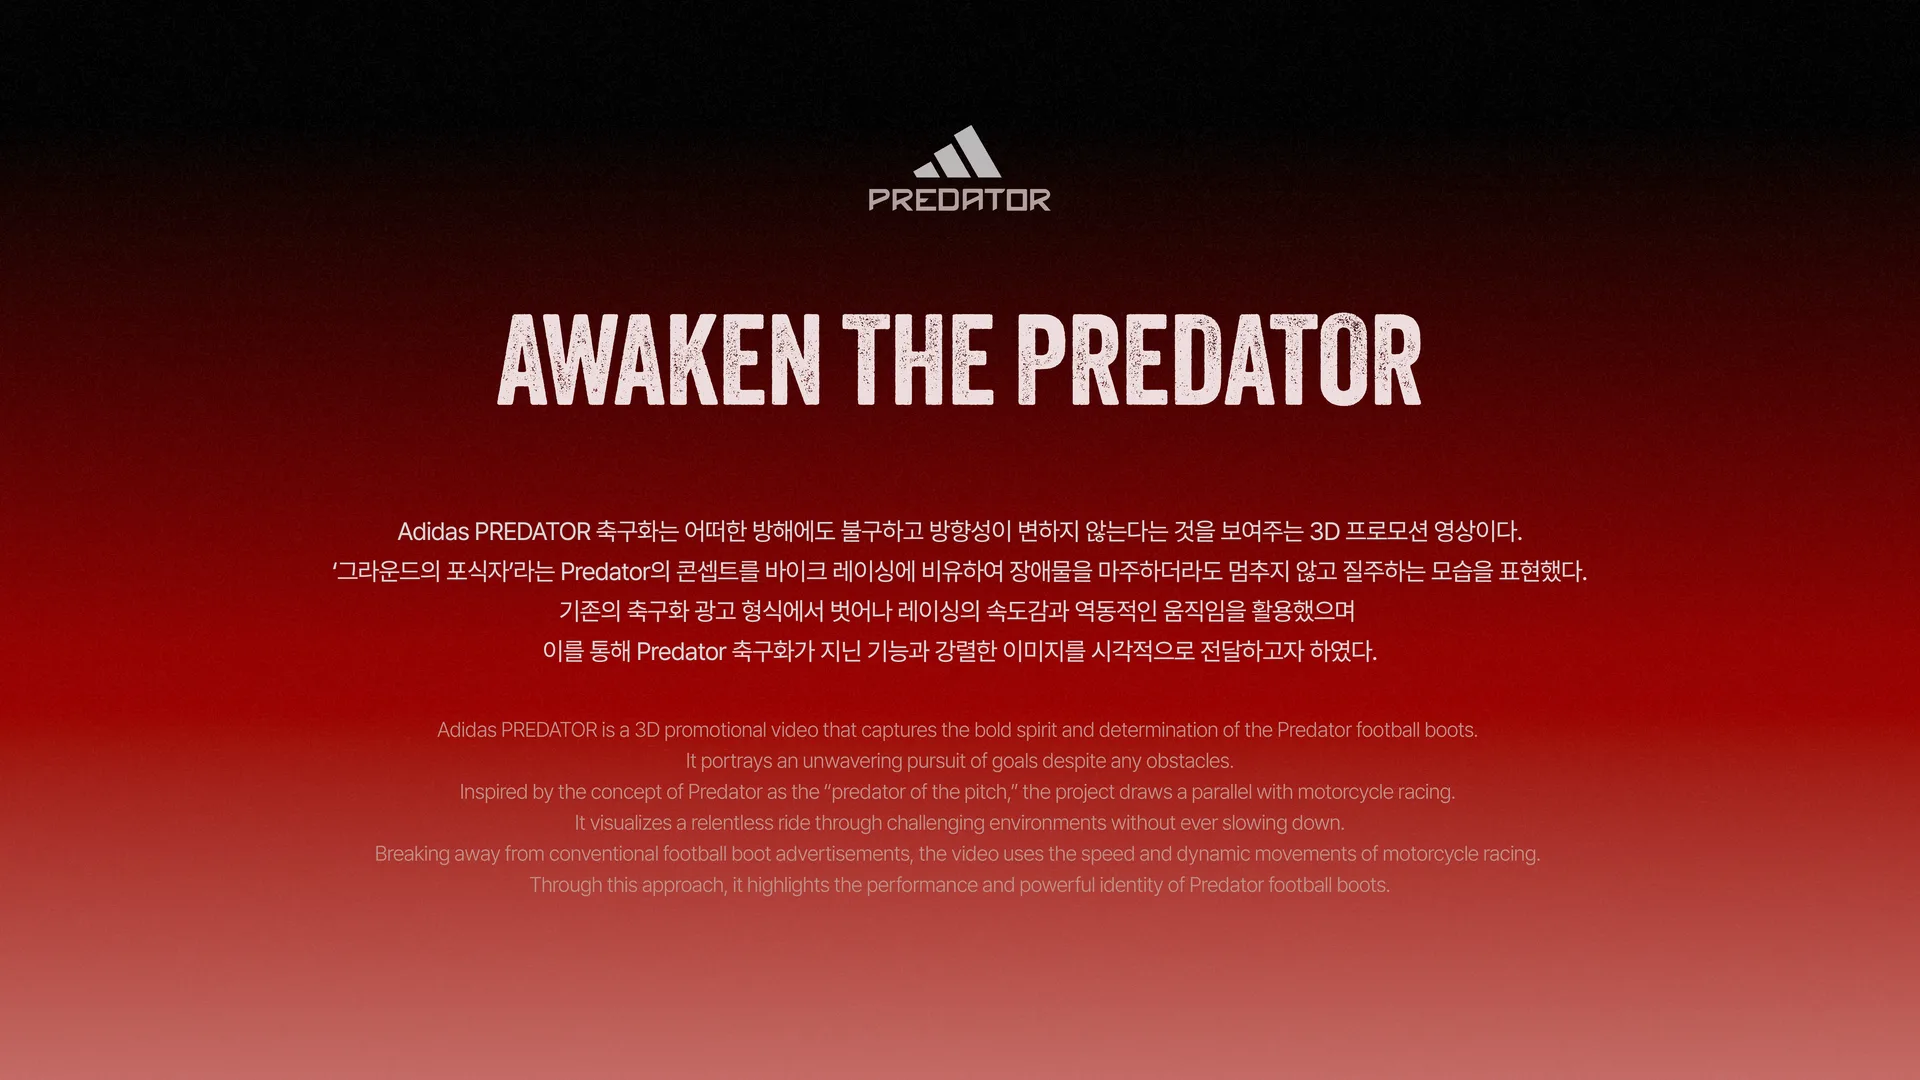 PREDATOR
AWAKEN THE PREDATOR
Adidas PREDATOR 축구화는 어떠한 방해에도 불구하고 방향성이 변하지 않는다는 것을 보여주는 3D 프로모션 영상이다.
‘그라운드의 포식자’라는 Predator의 콘셉트를 바이크 레이싱에 비유하여 장애물을 마주하더라도 멈추지 않고 질주하는 모습을 표현했다.
기존의 축구화 광고 형식에서 벗어나 레이싱의 속도감과 역동적인 움직임을 활용했으며
이를 통해 Predator 축구화가 지닌 기능과 강렬한 이미지를 시각적으로 전달하고자 하였다.
Adidas PREDATOR is a 3D promotional video that captures the bold spirit and determination of the Predator football boots.
It portrays an unwavering pursuit of goals despite any obstacles.
Inspired by the concept of Predator as the “predator of the pitch,” the project draws a parallel with motorcycle racing.
It visualizes a relentless ride through challenging environments without ever slowing down.
Breaking away from conventional football boot advertisements, the video uses the speed and dynamic movements of motorcycle racing.
Through this approach, it highlights the performance and powerful identity of Predator football boots.